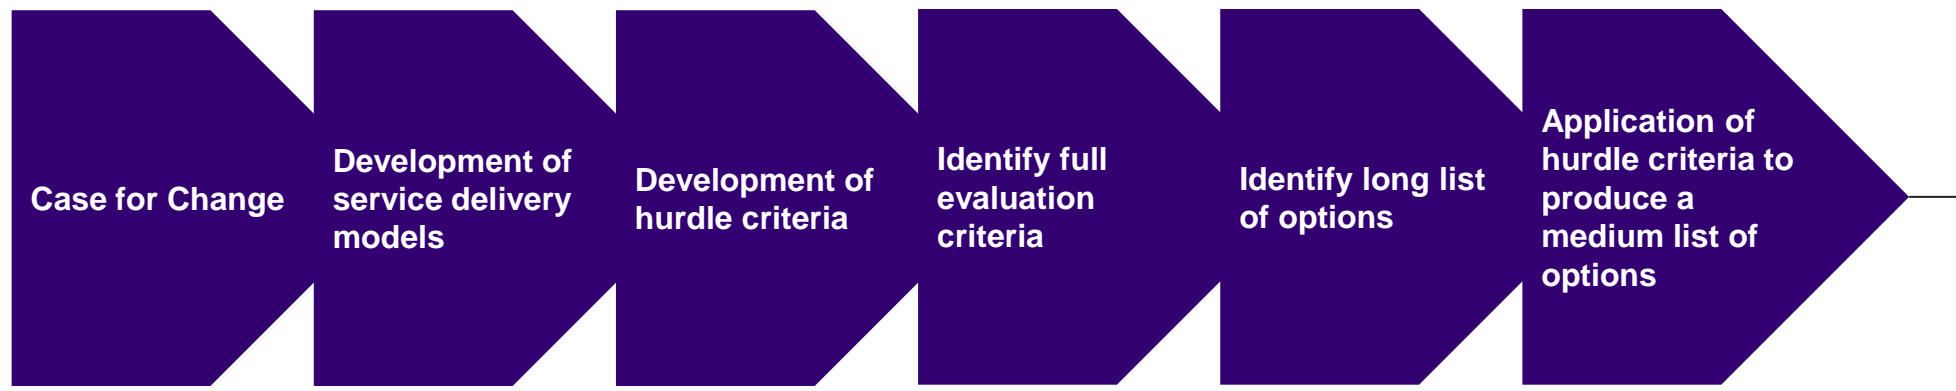 Case for Change
Development of
service delivery
models
Development of
hurdle criteria
Identify full
evaluation
criteria
Identify long list
of options
Application of
hurdle criteria to
produce a
medium list of
options